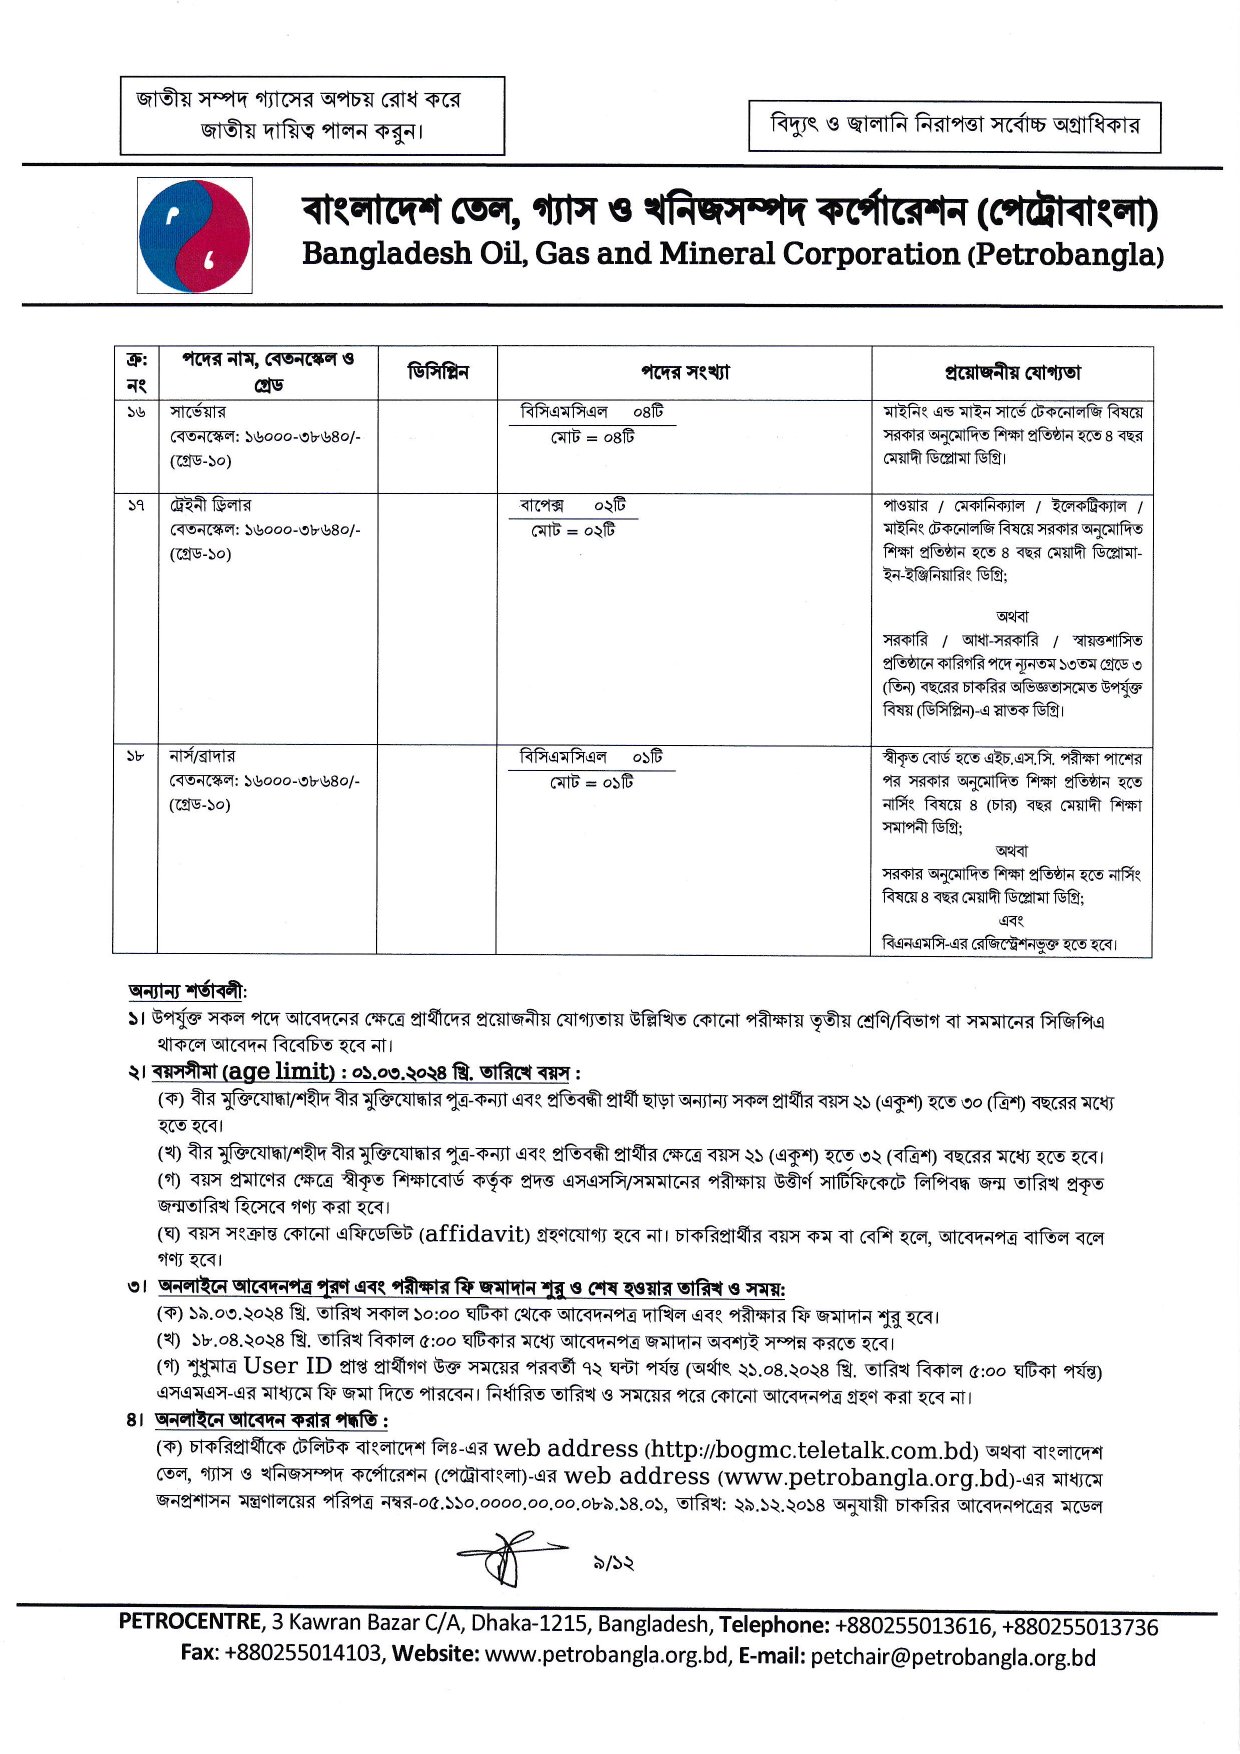 জাতীয় সম্পদ গ্যাসের অপচয় রোধ করে
জাতীয় দায়িত্ব পালন করুন।
বিদ্যুৎ ও জ্বালানি নিরাপত্তা সর্বোচ্চ অগ্রাধিকার
বাংলাদেশ তেল, গ্যাস ও খনিজসম্পদ কর্পোরেশন (পেট্রোবাংলা)
Bangladesh Oil, Gas and Mineral Corporation (Petrobangla)
ক্র: নং
পদের নাম, বেতনস্কেল ও গ্রেড
ডিসিপ্লিন
পদের সংখ্যা
প্রয়োজনীয় যোগ্যতা
১৬
সার্ভেয়ার
বেতনস্কেল: ১৬০০০-৩৮৬৪০/-
(গ্রেড-১০)
বিসিএমসিএল ০৪টি
মোট = ০৪টি
মাইনিং এন্ড মাইন সার্ভে টেকনোলজি বিষয়ে
সরকার অনুমোদিত শিক্ষা প্রতিষ্ঠান হতে ৪ বছর
মেয়াদী ডিপ্লোমা ডিগ্রি।
১৭
ট্রেইনী ড্রিলার
বেতনস্কেল: ১৬০০০-৩৮৬৪০/-
(গ্রেড-১০)
বাপেক্স ০২টি
মোট = ০২টি
পাওয়ার / মেকানিক্যাল / ইলেকট্রিক্যাল /
মাইনিং টেকনোলজি বিষয়ে সরকার অনুমোদিত
শিক্ষা প্রতিষ্ঠান হতে ৪ বছর মেয়াদী ডিপ্লোমা-
ইন-ইঞ্জিনিয়ারিং ডিগ্রি;
অথবা
সরকারি / আধা-সরকারি / স্বায়ত্তশাসিত
প্রতিষ্ঠানে কারিগরি পদে ন্যূনতম ১৩তম গ্রেডে ৩
(তিন) বছরের চাকরির অভিজ্ঞতাসমেত উপর্যুক্ত
বিষয় (ডিসিপ্লিন)-এ স্নাতক ডিগ্রি।
১৮
নার্স/ব্রাদার
বেতনস্কেল: ১৬০০০-৩৮৬৪০/-
(গ্রেড-১০)
বিসিএমসিএল ০১টি
মোট = ০১টি
স্বীকৃত বোর্ড হতে এইচ.এস.সি. পরীক্ষা পাশের
পর সরকার অনুমোদিত শিক্ষা প্রতিষ্ঠান হতে
নার্সিং বিষয়ে ৪ (চার) বছর মেয়াদী শিক্ষা
সমাপনী ডিগ্রি;
অথবা
সরকার অনুমোদিত শিক্ষা প্রতিষ্ঠান হতে নার্সিং
বিষয়ে ৪ বছর মেয়াদী ডিপ্লোমা ডিগ্রি;
এবং
বিএনএমসি-এর রেজিস্ট্রেশনভুক্ত হতে হবে।
অন্যান্য শর্তাবলী:
১। উপর্যুক্ত সকল পদে আবেদনের ক্ষেত্রে প্রার্থীদের প্রয়োজনীয় যোগ্যতায় উল্লিখিত কোনো পরীক্ষায় তৃতীয় শ্রেণি/বিভাগ বা সমমানের সিজিপিএ
থাকলে আবেদন বিবেচিত হবে না।
২। বয়সসীমা (age limit) : ০১.০৩.২০২৪ খ্রি. তারিখে বয়স :
(ক) বীর মুক্তিযোদ্ধা/শহীদ বীর মুক্তিযোদ্ধার পুত্র-কন্যা এবং প্রতিবন্ধী প্রার্থী ছাড়া অন্যান্য সকল প্রার্থীর বয়স ২১ (একুশ) হতে ৩০ (ত্রিশ) বছরের মধ্যে
হতে হবে।
(খ) বীর মুক্তিযোদ্ধা/শহীদ বীর মুক্তিযোদ্ধার পুত্র-কন্যা এবং প্রতিবন্ধী প্রার্থীর ক্ষেত্রে বয়স ২১ (একুশ) হতে ৩২ (বত্রিশ) বছরের মধ্যে হতে হবে।
(গ) বয়স প্রমাণের ক্ষেত্রে স্বীকৃত শিক্ষাবোর্ড কর্তৃক প্রদত্ত এসএসসি/সমমানের পরীক্ষায় উত্তীর্ণ সার্টিফিকেটে লিপিবদ্ধ জন্ম তারিখ প্রকৃত
জন্মতারিখ হিসেবে গণ্য করা হবে।
(ঘ) বয়স সংক্রান্ত কোনো এফিডেভিট (affidavit) গ্রহণযোগ্য হবে না। চাকরিপ্রার্থীর বয়স কম বা বেশি হলে, আবেদনপত্র বাতিল বলে
গণ্য হবে।
৩। অনলাইনে আবেদনপত্র পূরণ এবং পরীক্ষার ফি জমাদান শুরু ও শেষ হওয়ার তারিখ ও সময়:
(ক) ১৯.০৩.২০২৪ খ্রি. তারিখ সকাল ১০:০০ ঘটিকা থেকে আবেদনপত্র দাখিল এবং পরীক্ষার ফি জমাদান শুরু হবে।
(খ) ১৮.০৪.২০২৪ খ্রি. তারিখ বিকাল ৫:০০ ঘটিকার মধ্যে আবেদনপত্র জমাদান অবশ্যই সম্পন্ন করতে হবে।
(গ) শুধুমাত্র User ID প্রাপ্ত প্রার্থীগণ উক্ত সময়ের পরবর্তী ৭২ ঘন্টা পর্যন্ত (অর্থাৎ ২১.০৪.২০২৪ খ্রি. তারিখ বিকাল ৫:০০ ঘটিকা পর্যন্ত)
এসএমএস-এর মাধ্যমে ফি জমা দিতে পারবেন। নির্ধারিত তারিখ ও সময়ের পরে কোনো আবেদনপত্র গ্রহণ করা হবে না।
৪। অনলাইনে আবেদন করার পদ্ধতি :
(ক) চাকরিপ্রার্থীকে টেলিটক বাংলাদেশ লিঃ-এর web address (http://bogmc.teletalk.com.bd) অথবা বাংলাদেশ
তেল, গ্যাস ও খনিজসম্পদ কর্পোরেশন (পেট্রোবাংলা)-এর web address (www.petrobangla.org.bd)-এর মাধ্যমে
জনপ্রশাসন মন্ত্রণালয়ের পরিপত্র নম্বর-০৫.১১০.০০০০.০০.০০.০৮৯.১৪.০১, তারিখ: ২৯.১২.২০১৪ অনুযায়ী চাকরির আবেদনপত্রের মডেল
৯/১২
PETROCENTRE, 3 Kawran Bazar C/A, Dhaka-1215, Bangladesh, Telephone: +880255013616, +880255013736
Fax: +880255014103, Website: www.petrobangla.org.bd, E-mail: petchair@petrobangla.org.bd